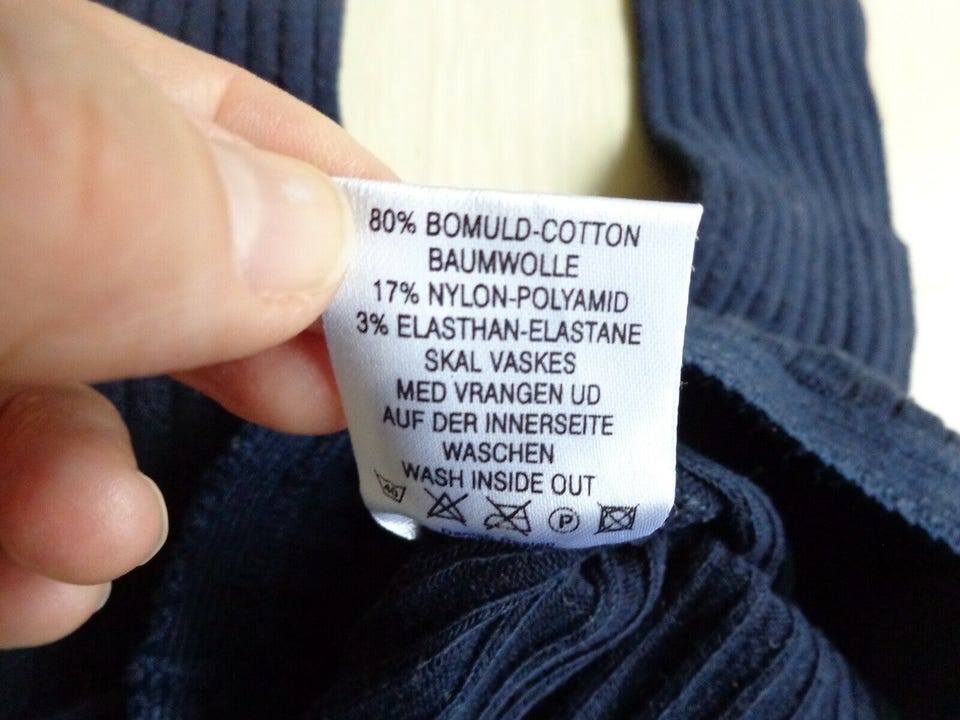 80% BOMULD-COTTON
BAUMWOLLE
17% NYLON-POLYAMID
3% ELASTHAN-ELASTANE
SKAL VASKES
MED VRANGEN UD
AUF DER INNERSEITE
WASCHEN
WASH INSIDE OUT
40 P